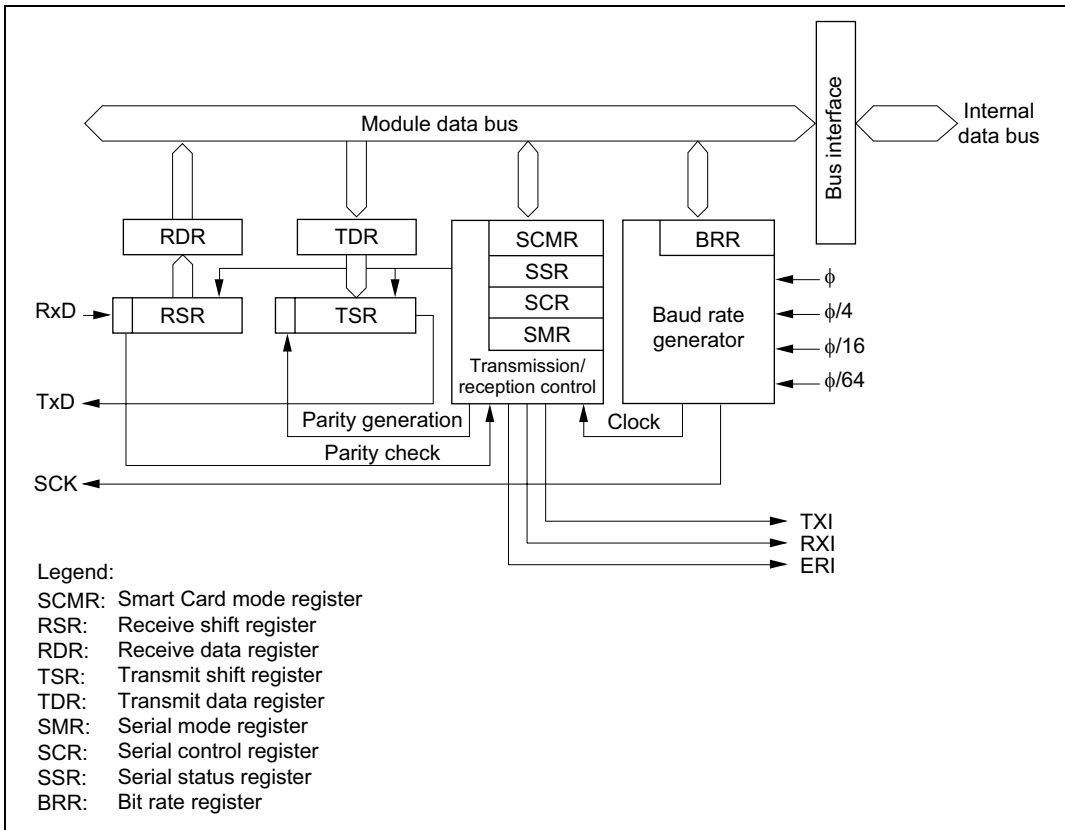 Module data bus
Bus interface
Internal
data bus
RDR
TDR
SCMR
SSR
SCR
SMR
Transmission/
reception control
BRR
Baud rate
generator
RxD
RSR
TSR
ϕ
ϕ/4
ϕ/16
ϕ/64
TxD
Parity generation
Clock
Parity check
SCK
TXI
RXI
ERI
Legend:
SCMR: Smart Card mode register
RSR: Receive shift register
RDR: Receive data register
TSR: Transmit shift register
TDR: Transmit data register
SMR: Serial mode register
SCR: Serial control register
SSR: Serial status register
BRR: Bit rate register